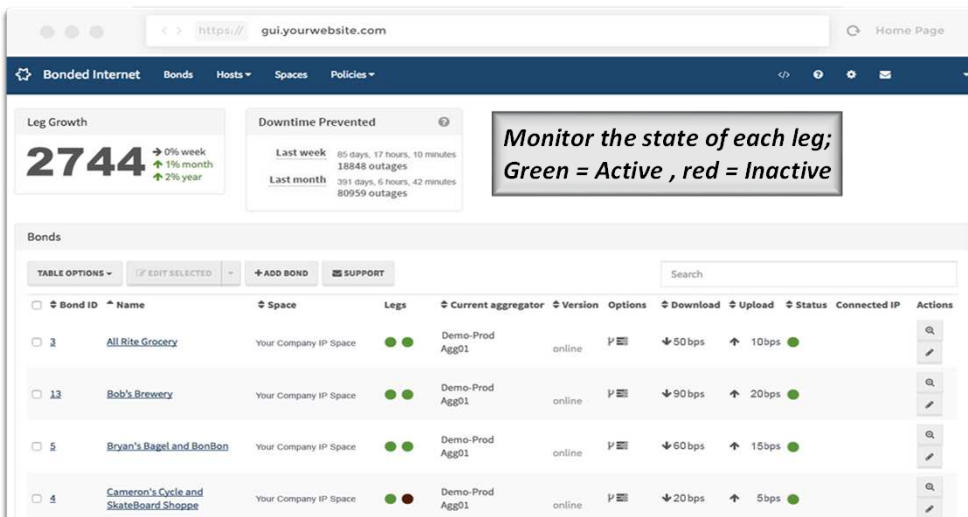 https:// gui.yourwebsite.com Home Page
Bonded Internet Bonds Hosts Spaces Policies
Leg Growth
2744
0% week
1% month
2% year
Downtime Prevented
Last week 85 days, 17 hours, 10 minutes
18848 outages
Last month 391 days, 6 hours, 42 minutes
80959 outages
Monitor the state of each leg;
Green = Active , red = Inactive
Bonds
TABLE OPTIONS EDIT SELECTED + ADD BOND SUPPORT Search
Bond ID Name Space Legs Current aggregator Version Options Download Upload Status Connected IP Actions
3 All Rite Grocery Your Company IP Space Demo-Prod
Agg01 online 50bps 10bps
13 Bob's Brewery Your Company IP Space Demo-Prod
Agg01 online 90bps 20bps
5 Bryan's Bagel and BonBon Your Company IP Space Demo-Prod
Agg01 online 60bps 15bps
4 Cameron's Cycle and
SkateBoard Shoppe Your Company IP Space Demo-Prod
Agg01 online 20bps 5bps